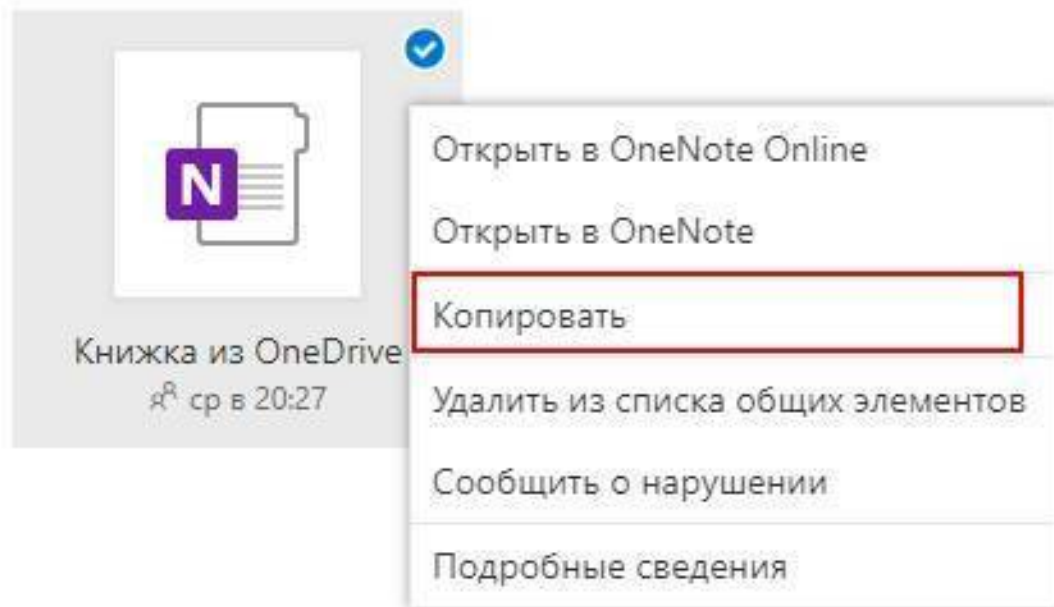 N
Книжка из OneDrive
ср в 20:27
Открыть в OneNote Online
Открыть в OneNote
Копировать
Удалить из списка общих элементов
Сообщить о нарушении
Подробные сведения